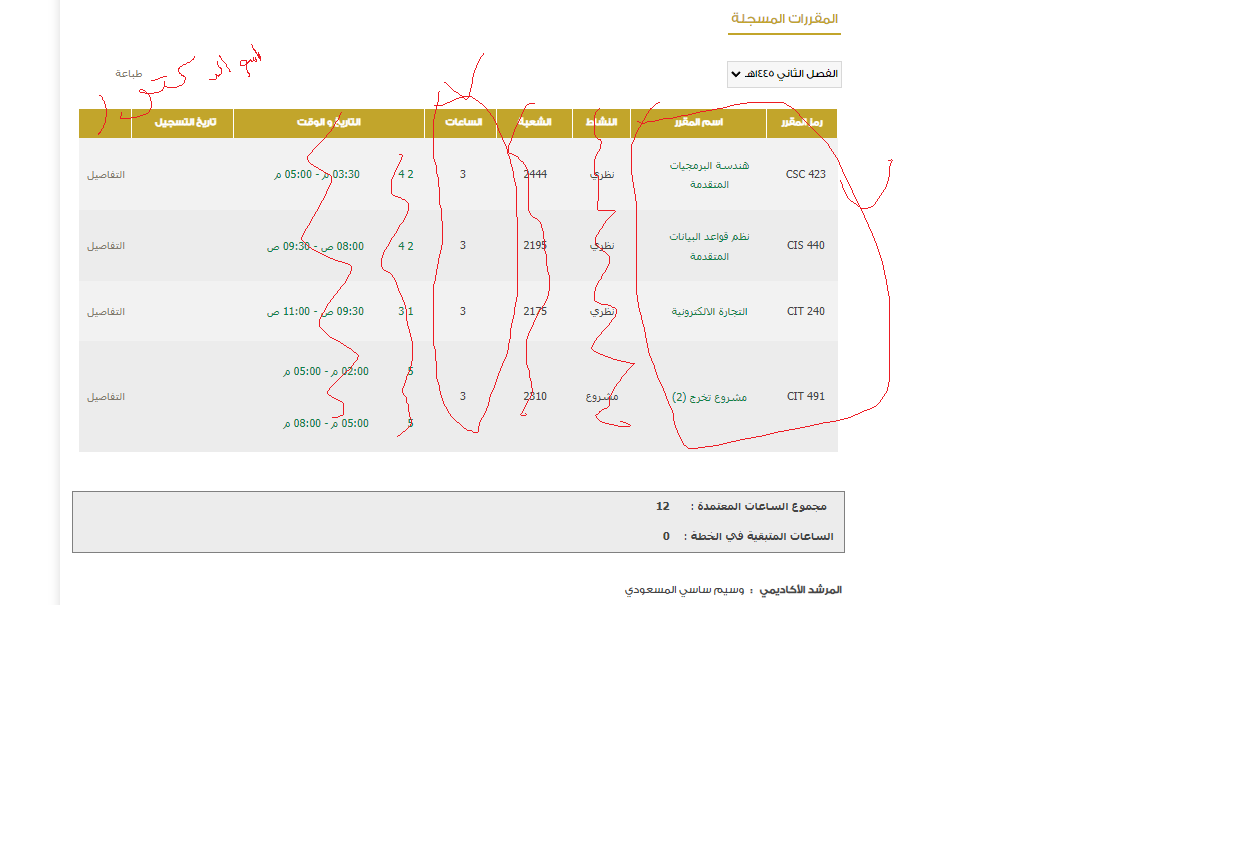 المقررات المسجلة
الفصل الثاني ١٤٤٥هـ
طباعة
رمز المقرر اسم المقرر النشاط الشعبة الساعات التاريخ و الوقت تاريخ التسجيل
CSC 423 هندسة البرمجيات المتقدمة نظري 2444 3 4 2 03:30 م - 05:00 م التفاصيل
CIS 440 نظم قواعد البيانات المتقدمة نظري 2195 3 4 2 08:00 ص - 09:30 ص التفاصيل
CIT 240 التجارة الالكترونية نظري 2175 3 3 1 09:30 ص - 11:00 ص التفاصيل
CIT 491 مشروع تخرج (2) مشروع 2310 3 5 02:00 م - 05:00 م التفاصيل
5 05:00 م - 08:00 م
مجموع الساعات المعتمدة : 12
الساعات المتبقية في الخطة : 0
المرشد الأكاديمي : وسيم ساسي المسعودي